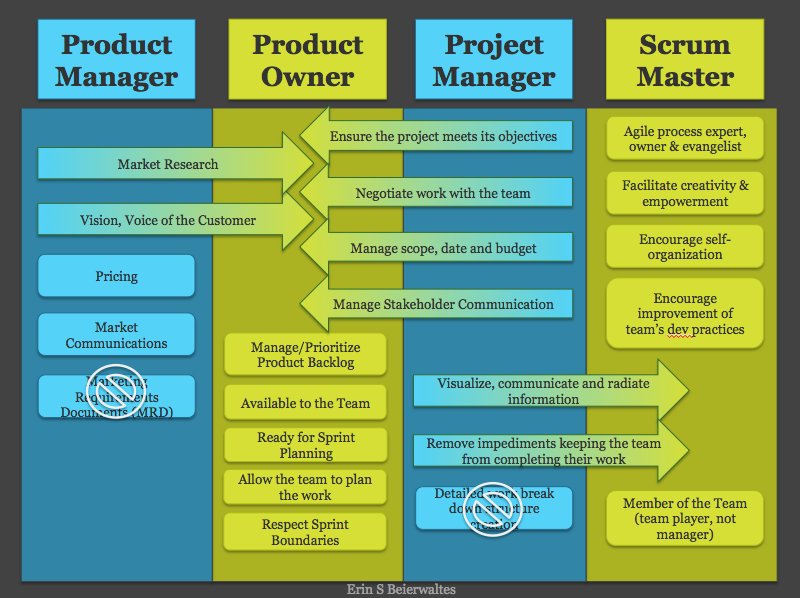 Product
Manager
Product
Owner
Project
Manager
Scrum
Master
Market Research
Vision, Voice of the Customer
Pricing
Market
Communications
Marketing
Requirements
Documents (MRD)
Ensure the project meets its objectives
Negotiate work with the team
Manage scope, date and budget
Manage Stakeholder Communication
Manage/Prioritize
Product Backlog
Available to the Team
Ready for Sprint
Planning
Allow the team to plan
the work
Respect Sprint
Boundaries
Visualize, communicate and radiate
information
Remove impediments keeping the team
from completing their work
Detailed work break
down structure
creation
Agile process expert,
owner & evangelist
Facilitate creativity &
empowerment
Encourage self-
organization
Encourage
improvement of
team's dev practices
Member of the Team
(team player, not
manager)
Erin S Beierwaltes